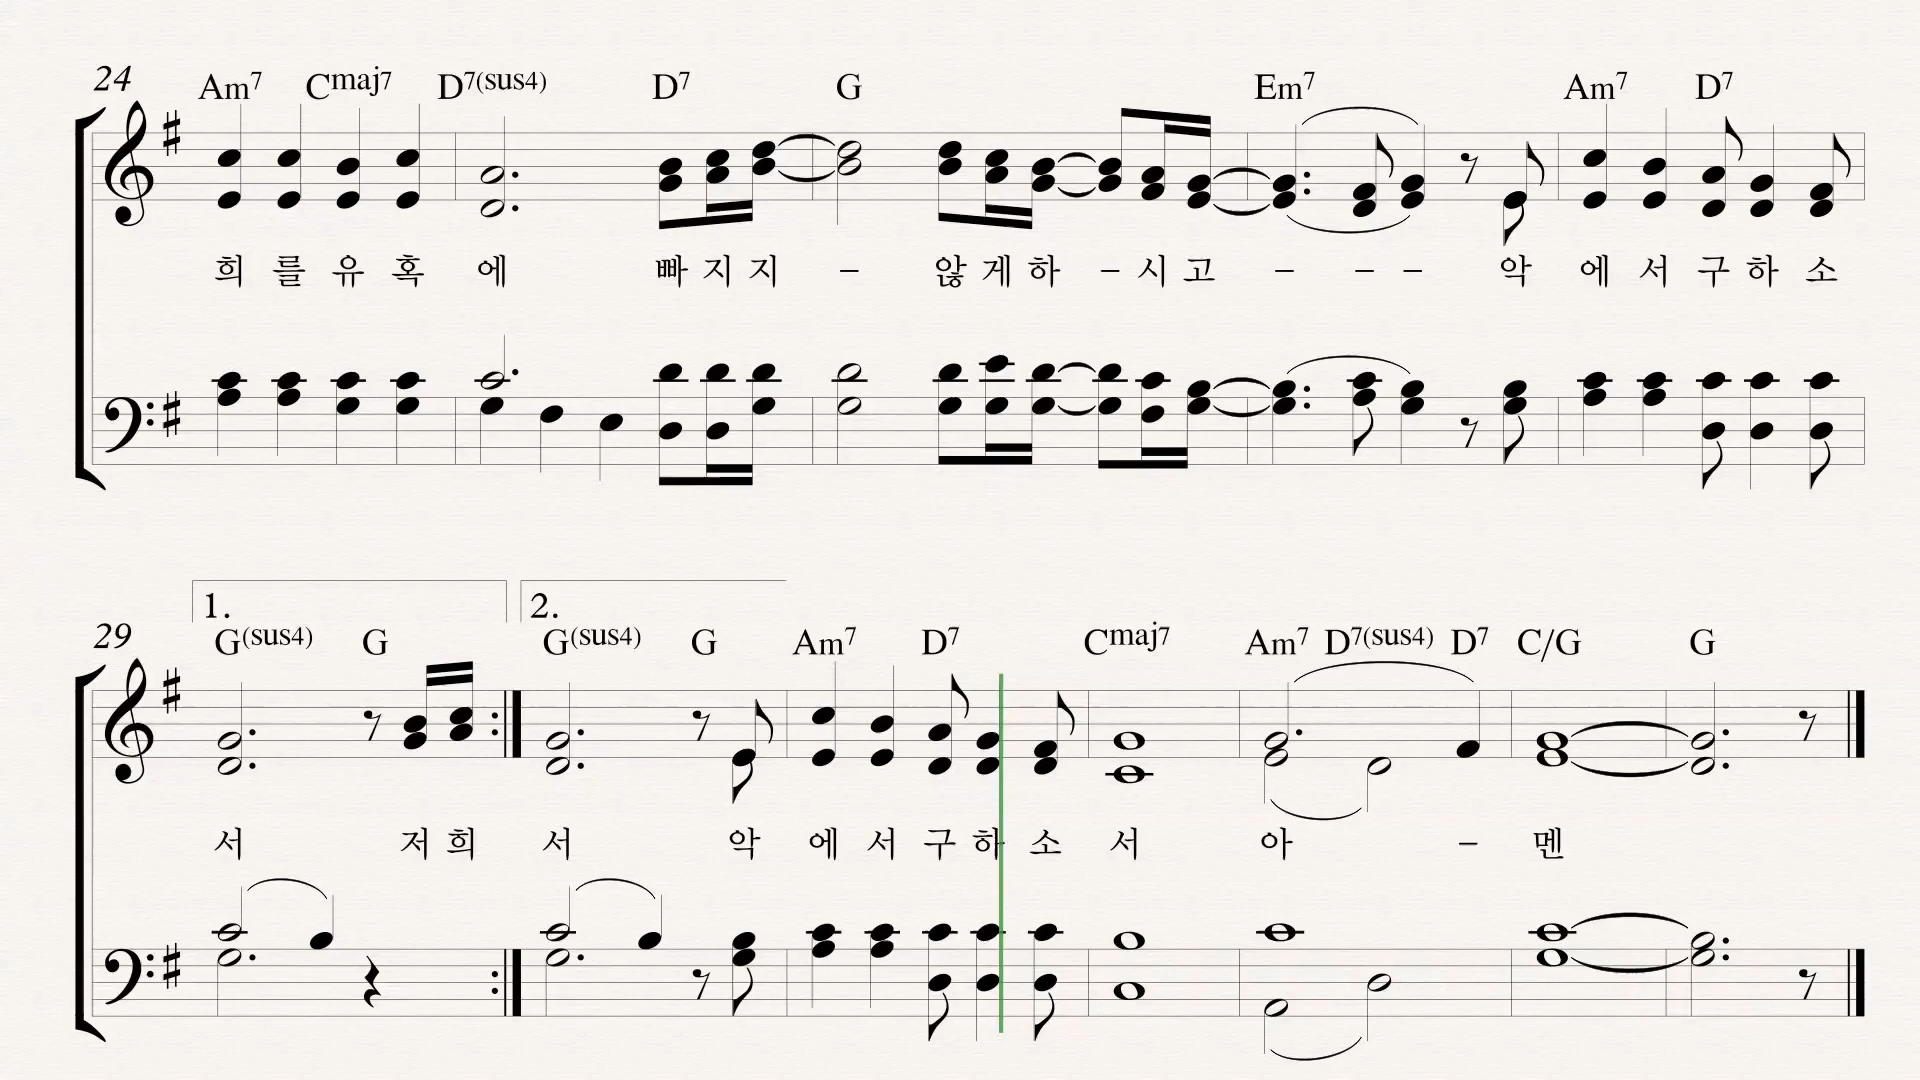 24 Am7 Cmaj7 D7(sus4) D7 G Em7 Am7 D7
희 를 유 혹 에 빠 지 지 – 않 게 하 – 시 고 – – – 악 에 서 구 하 소
1. 2.
29 G(sus4) G G(sus4) G Am7 D7 Cmaj7 Am7 D7(sus4) D7 C/G G
서 저 희 서 악 에 서 구 하 소 서 아 – 멘